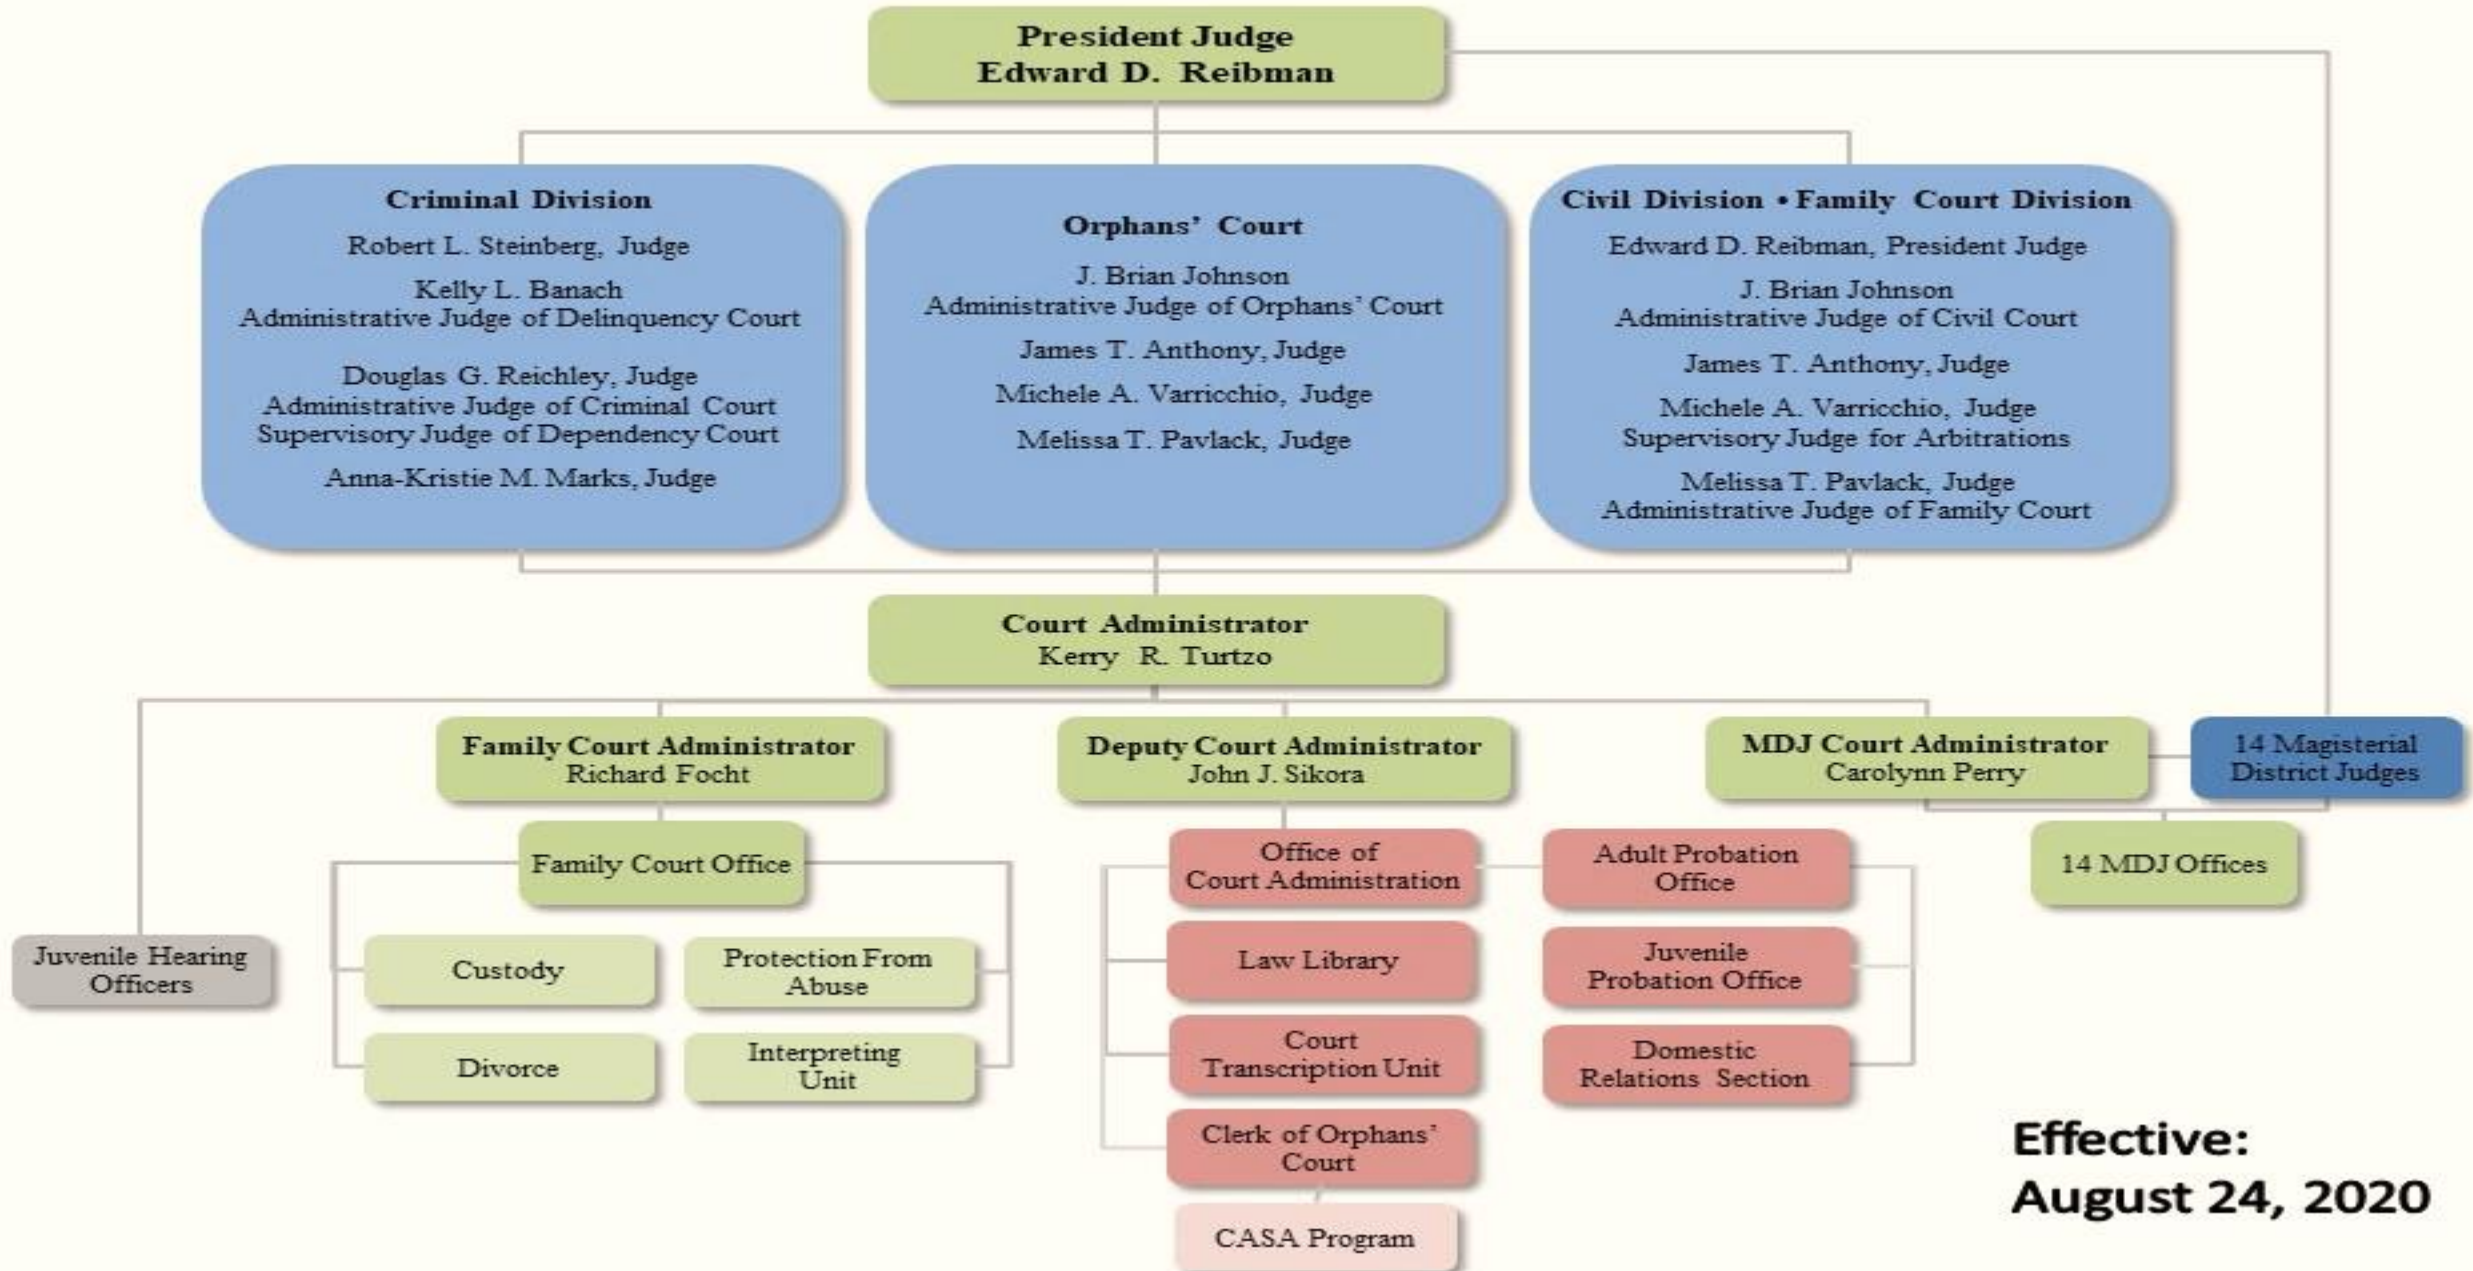 President Judge
Edward D. Reibman
Criminal Division
Robert L. Steinberg, Judge
Kelly L. Banach
Administrative Judge of Delinquency Court
Douglas G. Reichley, Judge
Administrative Judge of Criminal Court
Supervisory Judge of Dependency Court
Anna-Kristie M. Marks, Judge
Orphans’ Court
J. Brian Johnson
Administrative Judge of Orphans’ Court
James T. Anthony, Judge
Michele A. Varricchio, Judge
Melissa T. Pavlack, Judge
Civil Division • Family Court Division
Edward D. Reibman, President Judge
J. Brian Johnson
Administrative Judge of Civil Court
James T. Anthony, Judge
Michele A. Varricchio, Judge
Supervisory Judge for Arbitrations
Melissa T. Pavlack, Judge
Administrative Judge of Family Court
Court Administrator
Kerry R. Turtzo
Family Court Administrator
Richard Focht
Deputy Court Administrator
John J. Sikora
MDJ Court Administrator
Carolynn Perry
14 Magisterial
District Judges
Family Court Office
Office of
Court Administration
Adult Probation
Office
14 MDJ Offices
Juvenile Hearing
Officers
Custody
Protection From
Abuse
Law Library
Juvenile
Probation Office
Divorce
Interpreting
Unit
Court
Transcription Unit
Domestic
Relations Section
Clerk of Orphans’
Court
CASA Program
Effective:
August 24, 2020